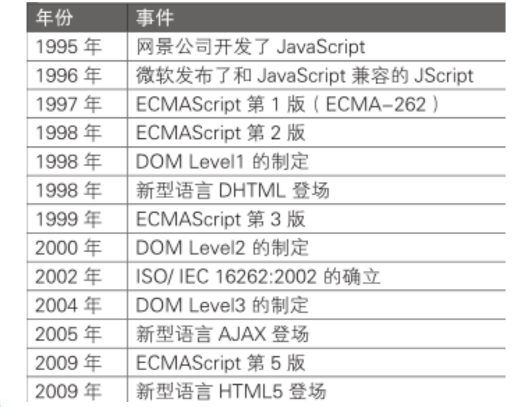 年份 事件
1995 年 网景公司开发了 JavaScript
1996 年 微软发布了和 JavaScript 兼容的 JScript
1997 年 ECMAScript 第 1 版（ECMA-262）
1998 年 ECMAScript 第 2 版
1998 年 DOM Level1 的制定
1998 年 新型语言 DHTML 登场
1999 年 ECMAScript 第 3 版
2000 年 DOM Level2 的制定
2002 年 ISO/ IEC 16262:2002 的确立
2004 年 DOM Level3 的制定
2005 年 新型语言 AJAX 登场
2009 年 ECMAScript 第 5 版
2009 年 新型语言 HTML5 登场